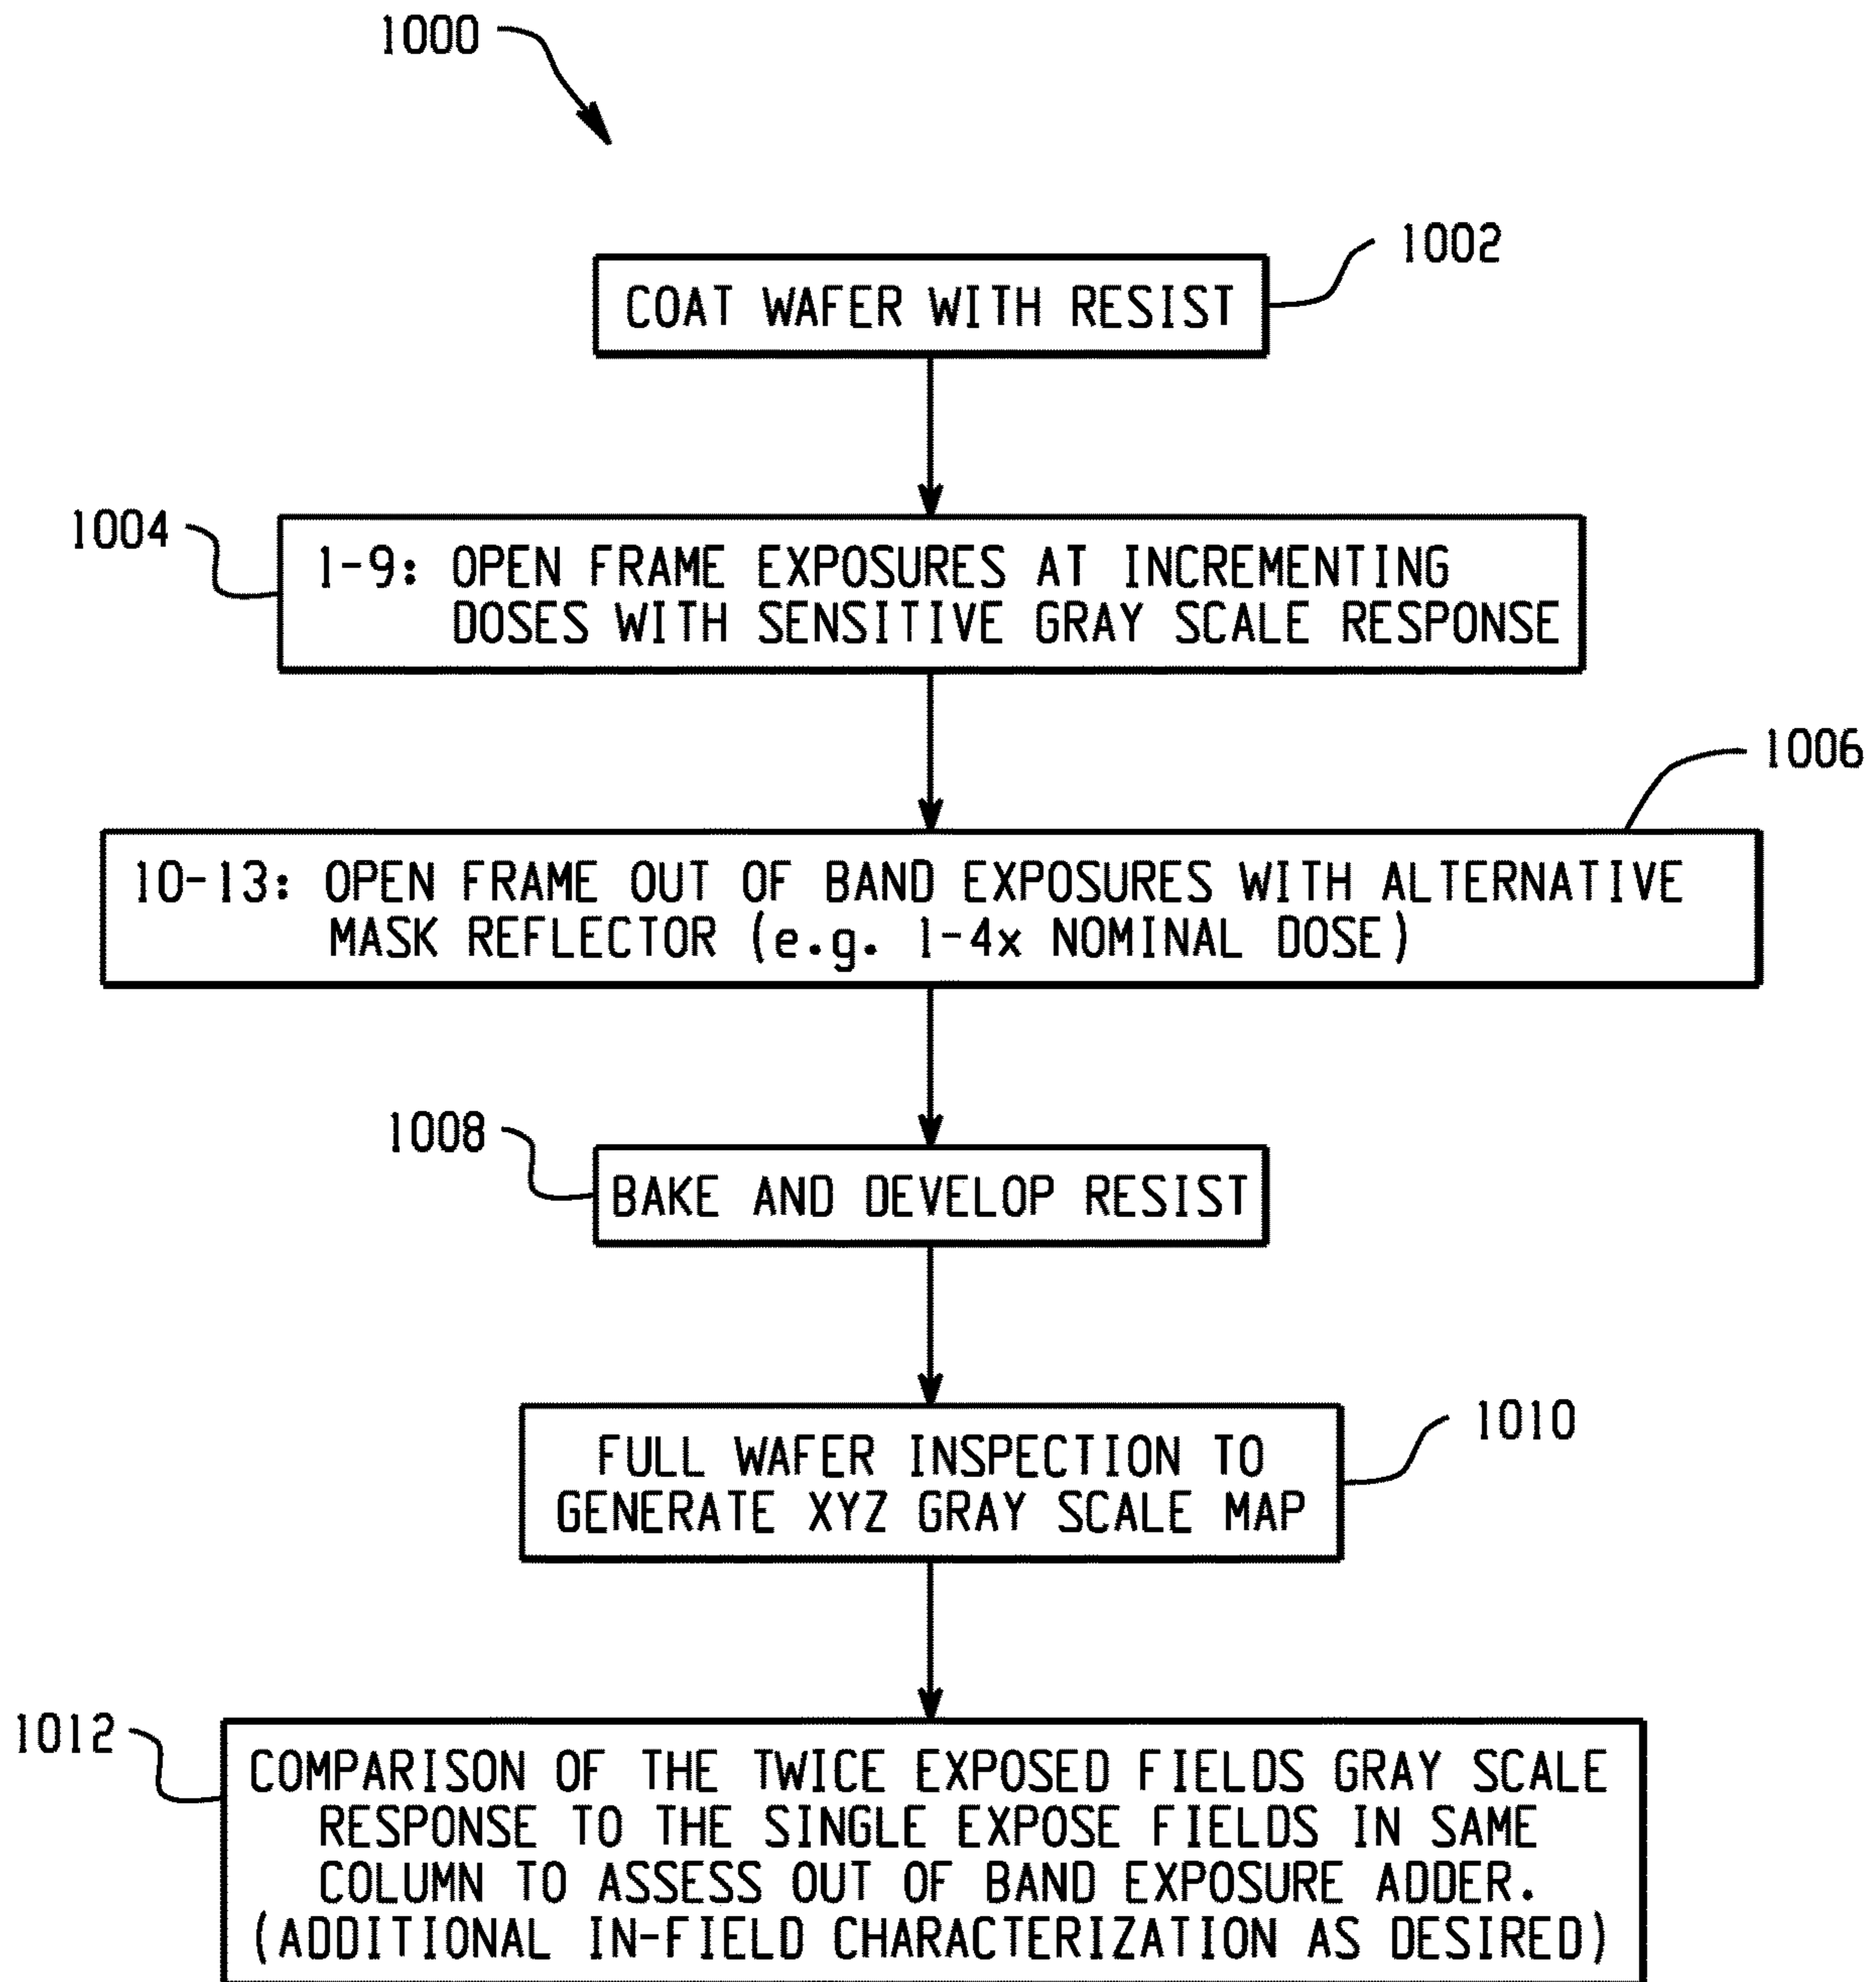 1000
1002
COAT WAFER WITH RESIST
1004
1-9: OPEN FRAME EXPOSURES AT INCREMENTING
DOSES WITH SENSITIVE GRAY SCALE RESPONSE
1006
10-13: OPEN FRAME OUT OF BAND EXPOSURES WITH ALTERNATIVE
MASK REFLECTOR (e.g. 1-4x NOMINAL DOSE)
1008
BAKE AND DEVELOP RESIST
1010
FULL WAFER INSPECTION TO
GENERATE XYZ GRAY SCALE MAP
1012
COMPARISON OF THE TWICE EXPOSED FIELDS GRAY SCALE
RESPONSE TO THE SINGLE EXPOSE FIELDS IN SAME
COLUMN TO ASSESS OUT OF BAND EXPOSURE ADDER.
(ADDITIONAL IN-FIELD CHARACTERIZATION AS DESIRED)